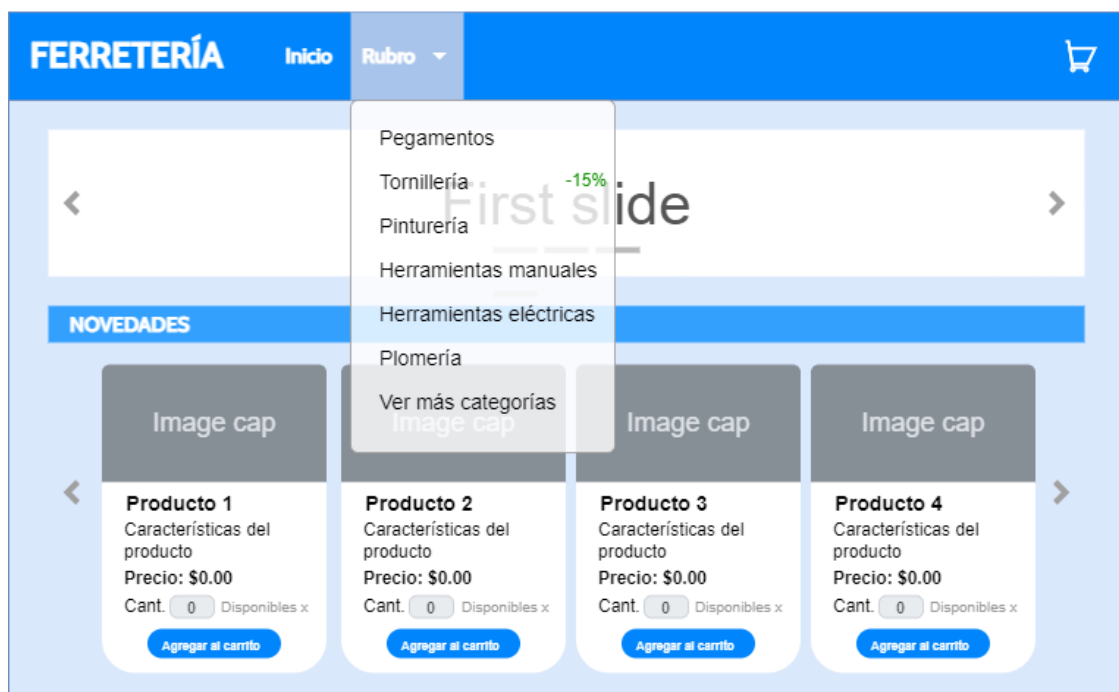 FERRETERÍA Inicio Rubro
Pegamentos
Tornillería -15%
First slide
Pinturería
Herramientas manuales
Herramientas eléctricas
NOVEDADES
Plomería
Ver más categorías
Image cap Image cap Image cap Image cap
Producto 1 Producto 2 Producto 3 Producto 4
Características del Características del Características del Características del
producto producto producto producto
Precio: $0.00 Precio: $0.00 Precio: $0.00 Precio: $0.00
Cant. 0 Disponibles x Cant. 0 Disponibles x Cant. 0 Disponibles x Cant. 0 Disponibles x
Agregar al carrito Agregar al carrito Agregar al carrito Agregar al carrito